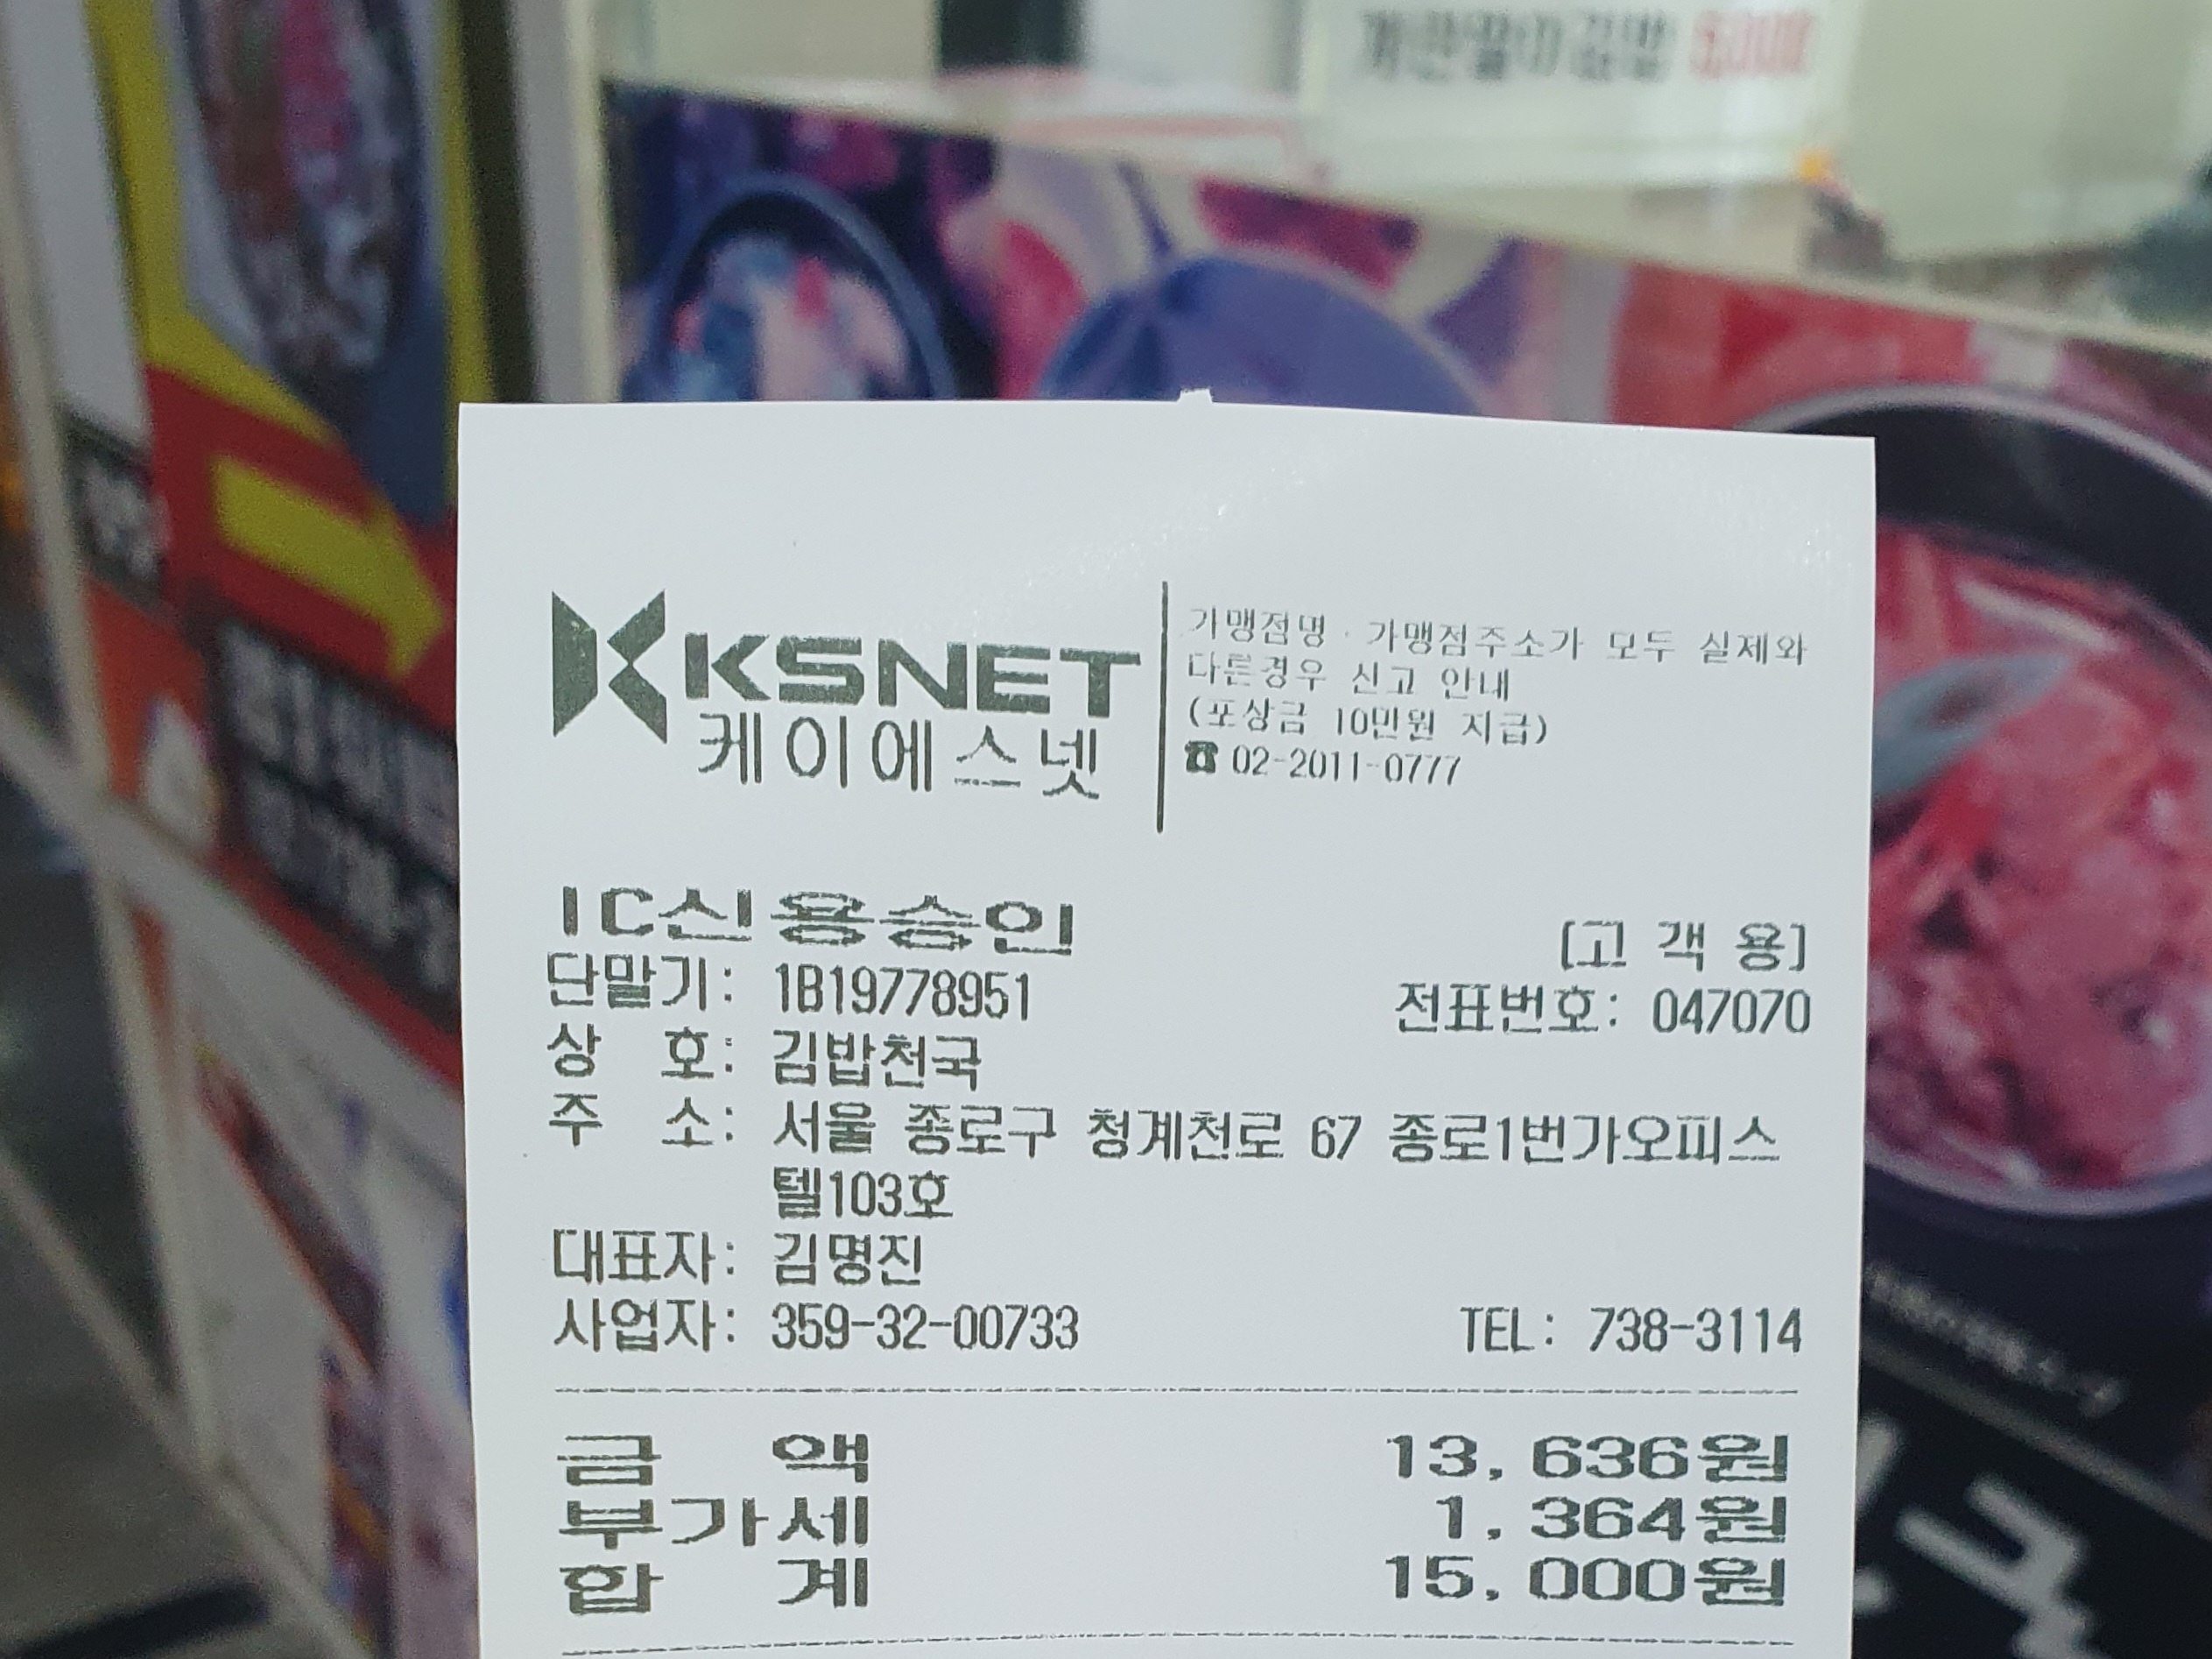 계란말이김밥
KSNET
케이에스넷
가맹점명·가맹점주소가 모두 실제와
다른경우 신고 안내
(포상금 10만원 지급)
☎ 02-2011-0777
IC신용승인
[고 객 용]
단말기: 1B19778951
전표번호: 047070
상 호: 김밥천국
주 소: 서울 종로구 청계천로 67 종로1번가오피스
텔103호
대표자: 김명진
사업자: 359-32-00733
TEL: 738-3114
금 액 13,636원
부가세 1,364원
합 계 15,000원